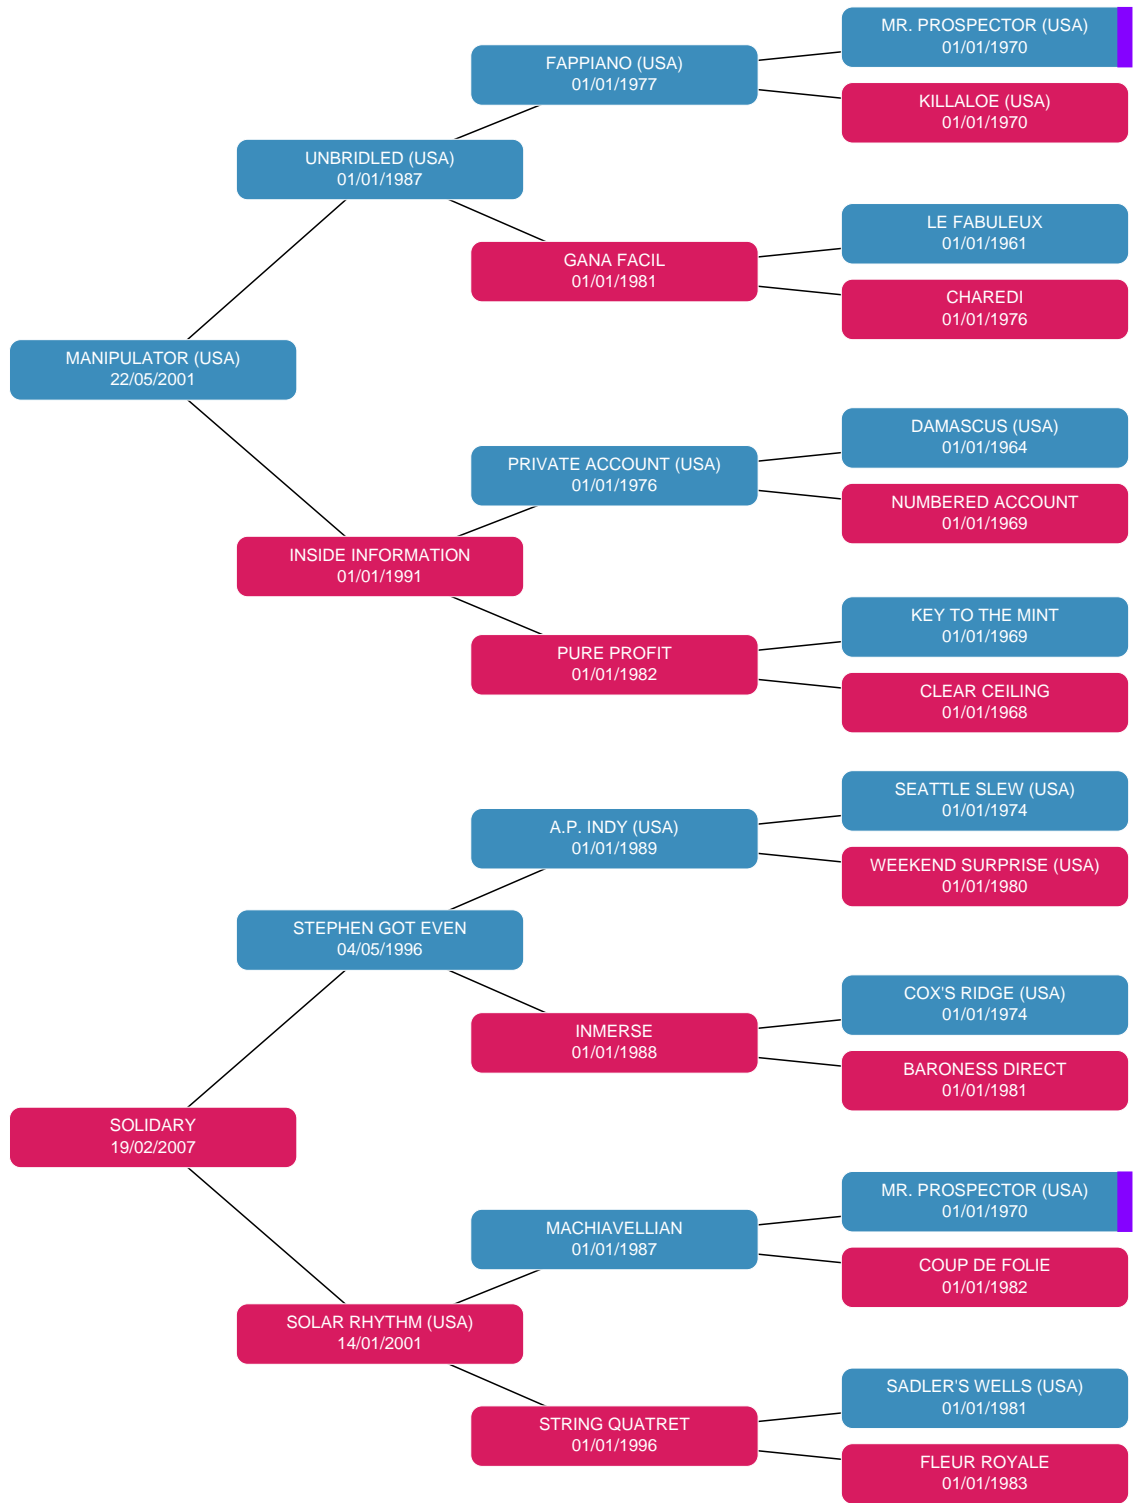 MR. PROSPECTOR (USA)
01/01/1970
FAPPIANO (USA)
01/01/1977
KILLALOE (USA)
01/01/1970
UNBRIDLED (USA)
01/01/1987
LE FABULEUX
01/01/1961
GANA FACIL
01/01/1981
CHAREDI
01/01/1976
MANIPULATOR (USA)
22/05/2001
DAMASCUS (USA)
01/01/1964
PRIVATE ACCOUNT (USA)
01/01/1976
NUMBERED ACCOUNT
01/01/1969
INSIDE INFORMATION
01/01/1991
KEY TO THE MINT
01/01/1969
PURE PROFIT
01/01/1982
CLEAR CEILING
01/01/1968
SEATTLE SLEW (USA)
01/01/1974
A.P. INDY (USA)
01/01/1989
WEEKEND SURPRISE (USA)
01/01/1980
STEPHEN GOT EVEN
04/05/1996
COX'S RIDGE (USA)
01/01/1974
INMERSE
01/01/1988
BARONESS DIRECT
01/01/1981
SOLIDARY
19/02/2007
MR. PROSPECTOR (USA)
01/01/1970
MACHIAVELLIAN
01/01/1987
COUP DE FOLIE
01/01/1982
SOLAR RHYTHM (USA)
14/01/2001
SADLER'S WELLS (USA)
01/01/1981
STRING QUATRET
01/01/1996
FLEUR ROYALE
01/01/1983